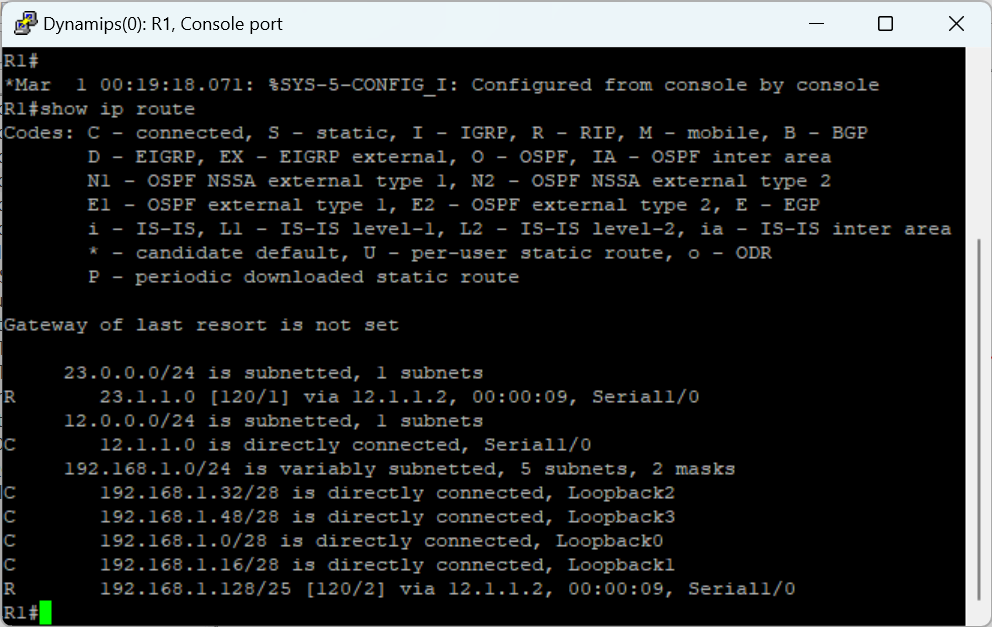 Dynamips(0): R1, Console port
R1#
*Mar  1 00:19:18.071: %SYS-5-CONFIG_I: Configured from console by console
R1#show ip route
Codes: C - connected, S - static, I - IGRP, R - RIP, M - mobile, B - BGP
       D - EIGRP, EX - EIGRP external, O - OSPF, IA - OSPF inter area
       N1 - OSPF NSSA external type 1, N2 - OSPF NSSA external type 2
       E1 - OSPF external type 1, E2 - OSPF external type 2, E - EGP
       i - IS-IS, L1 - IS-IS level-1, L2 - IS-IS level-2, ia - IS-IS inter area
       * - candidate default, U - per-user static route, o - ODR
       P - periodic downloaded static route

Gateway of last resort is not set

     23.0.0.0/24 is subnetted, 1 subnets
R       23.1.1.0 [120/1] via 12.1.1.2, 00:00:09, Serial1/0
     12.0.0.0/24 is subnetted, 1 subnets
C       12.1.1.0 is directly connected, Serial1/0
     192.168.1.0/24 is variably subnetted, 5 subnets, 2 masks
C       192.168.1.32/28 is directly connected, Loopback2
C       192.168.1.48/28 is directly connected, Loopback3
C       192.168.1.0/28 is directly connected, Loopback0
C       192.168.1.16/28 is directly connected, Loopback1
R       192.168.1.128/25 [120/2] via 12.1.1.2, 00:00:09, Serial1/0
R1#